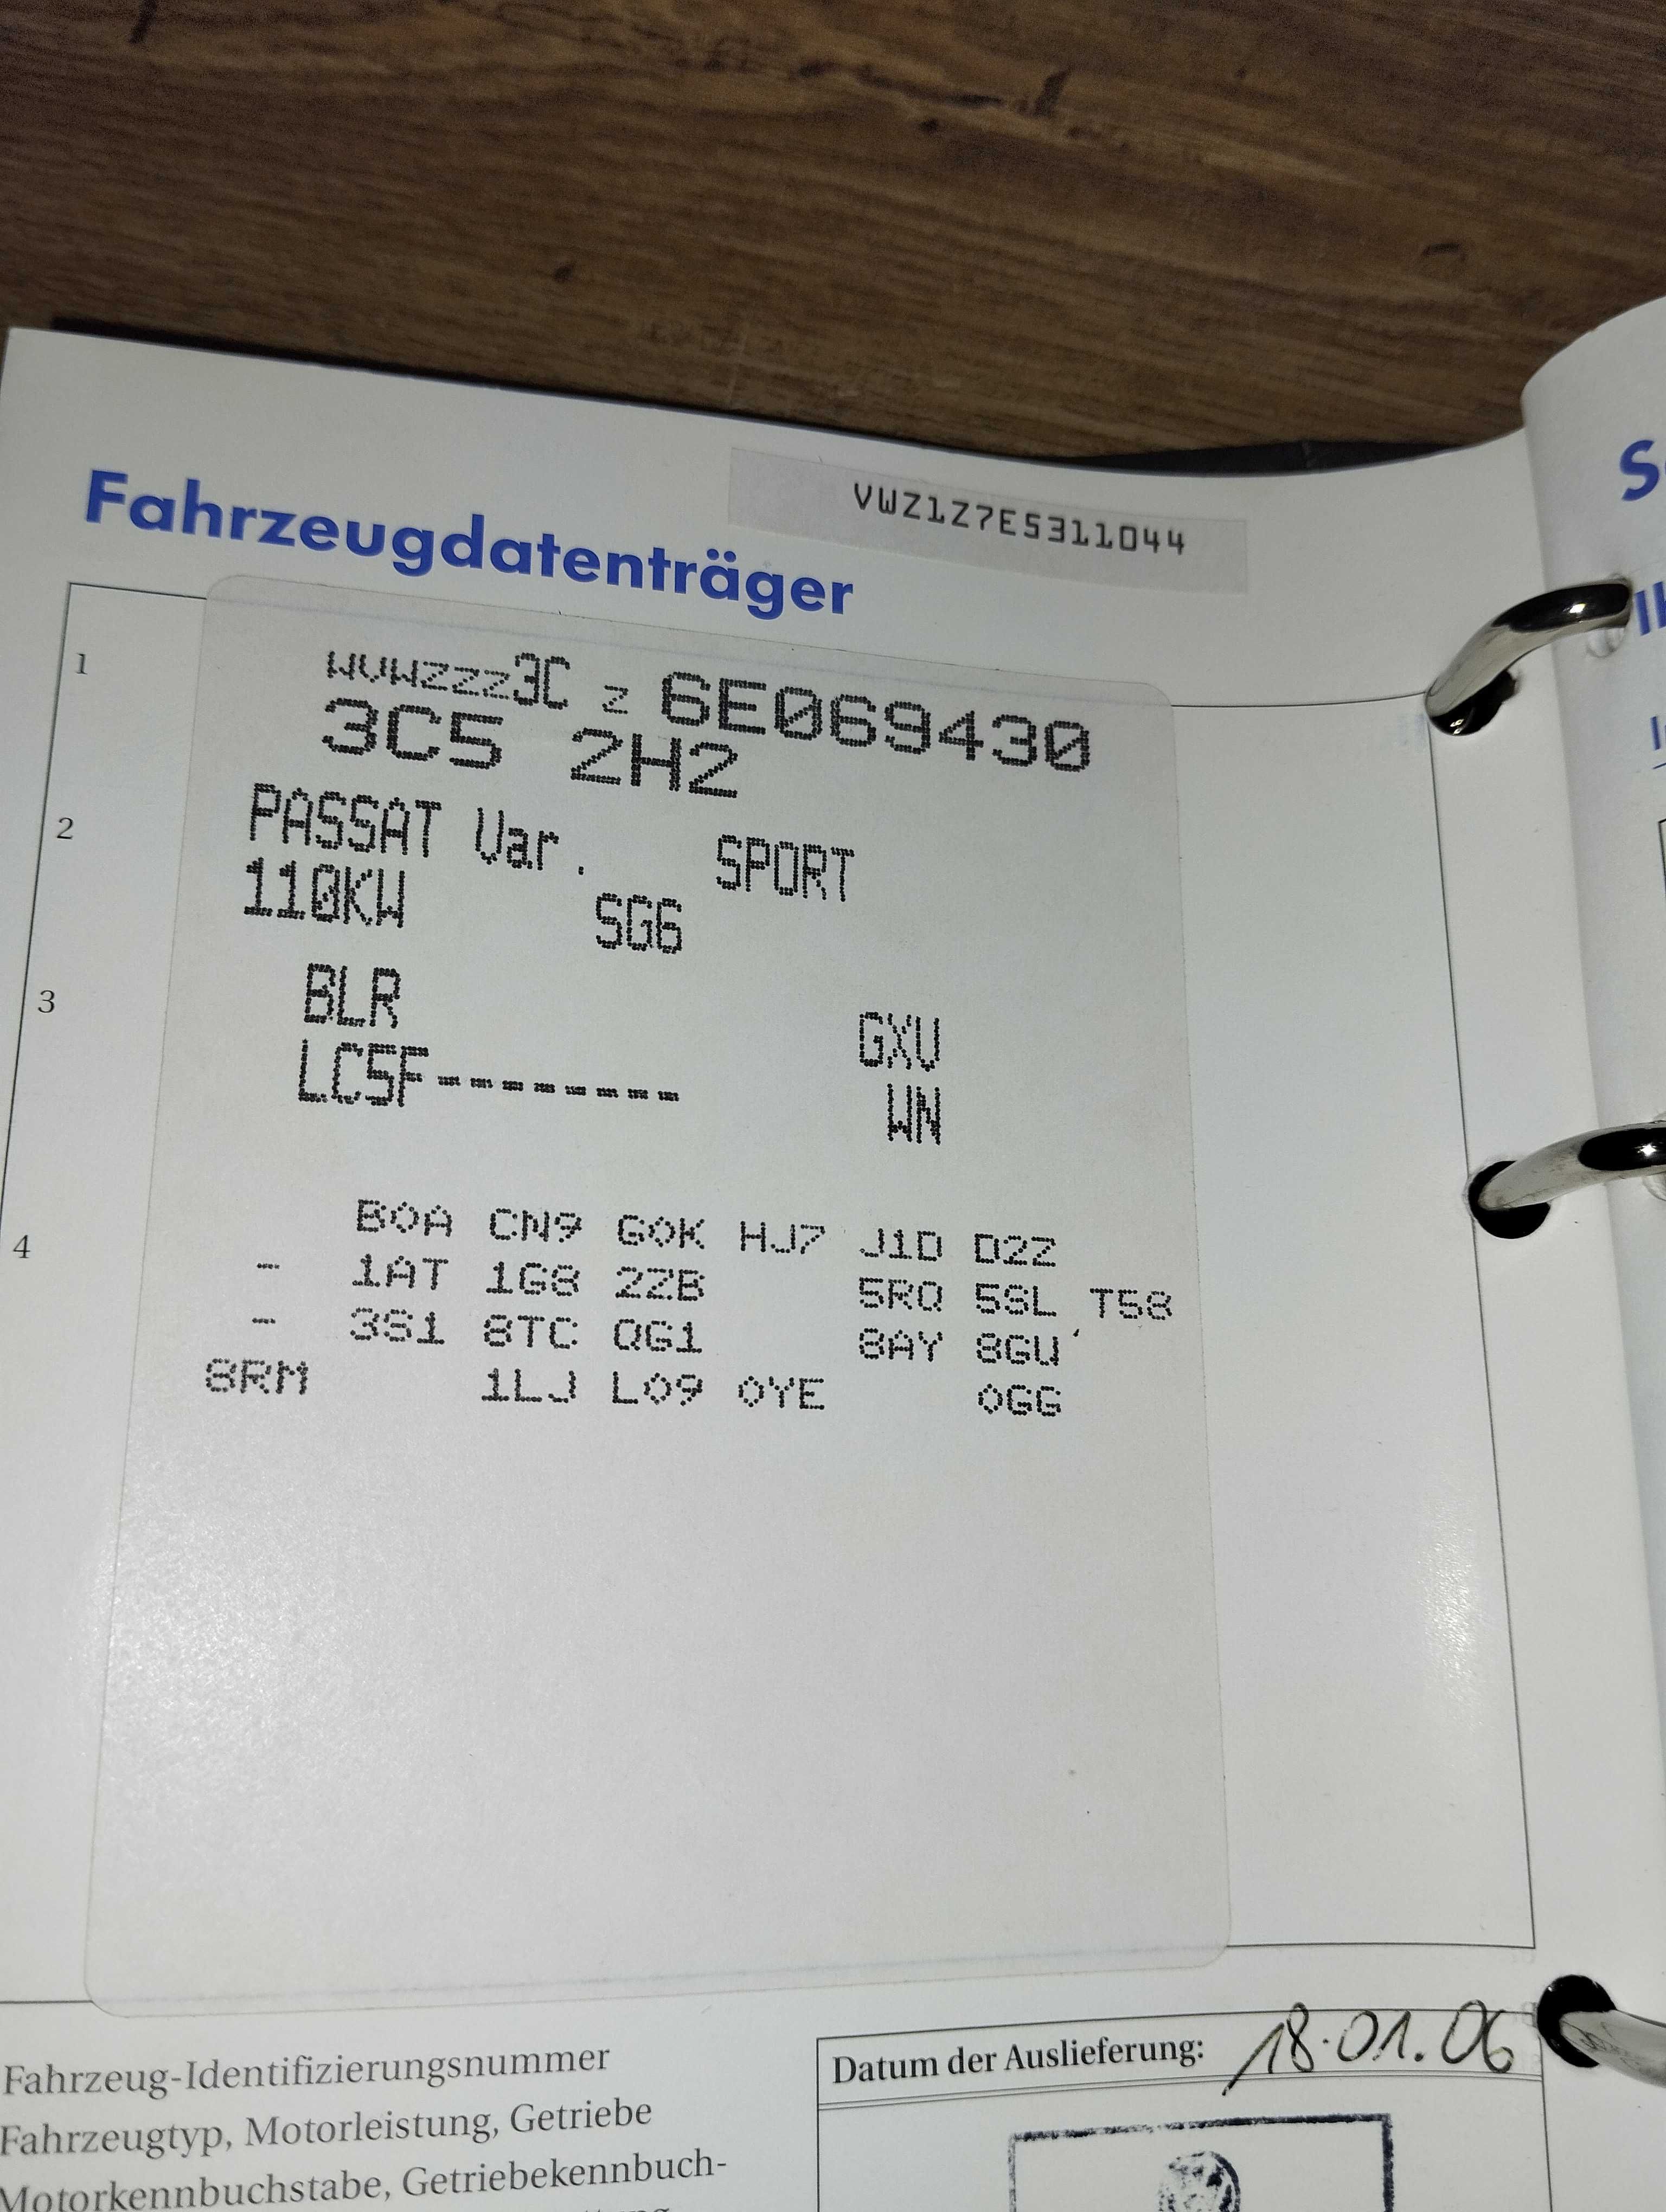 Fahrzeugdatenträger
VWZ1Z7E5311044
1
WVWZZZ3C Z 6E069430
3C5 2H2
2
PASSAT Var. SPORT
110KW SG6
3
BLR GXV
LC5F-------- WN
4
B0A CN9 G0K HJ7 J1D D2Z
- 1AT 1G8 2ZB 5RQ 5SL T58
- 3S1 8TC QG1 8AY 8GU
8RM 1LJ L09 0YE 0GG
Fahrzeug-Identifizierungsnummer
Fahrzeugtyp, Motorleistung, Getriebe
Motorkennbuchstabe, Getriebekennbuch-
Datum der Auslieferung: 18.01.06